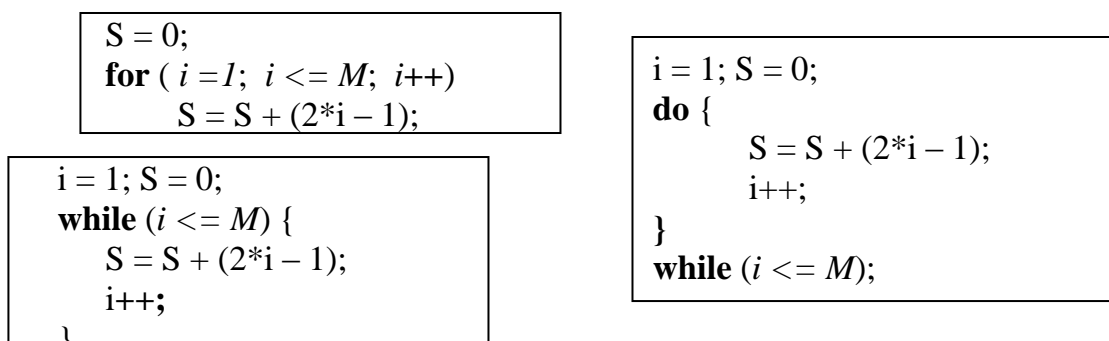 S = 0;
for ( i =1; i <= M; i++)
S = S + (2*i – 1);
i = 1; S = 0;
while (i <= M) {
S = S + (2*i – 1);
i++;
}
i = 1; S = 0;
do {
S = S + (2*i – 1);
i++;
}
while (i <= M);